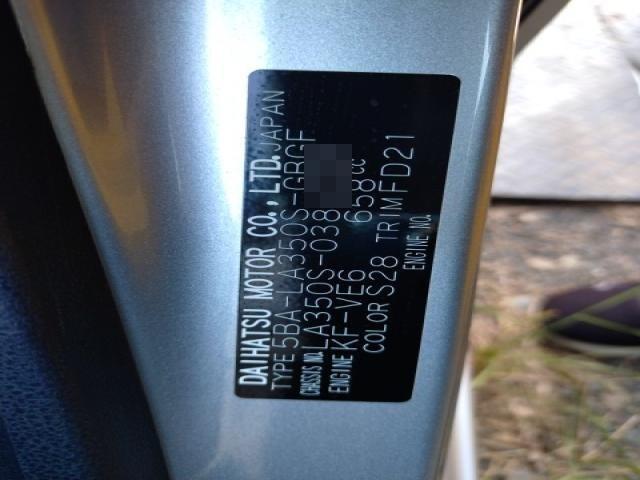 DAIHATSU MOTOR CO., LTD. JAPAN
TYPE 5BA-LA350S-GBGF
CHASSIS NO. LA350S-038
ENGINE KF-VE6 658cc
COLOR S28 TRIM FD21
ENGINE NO.